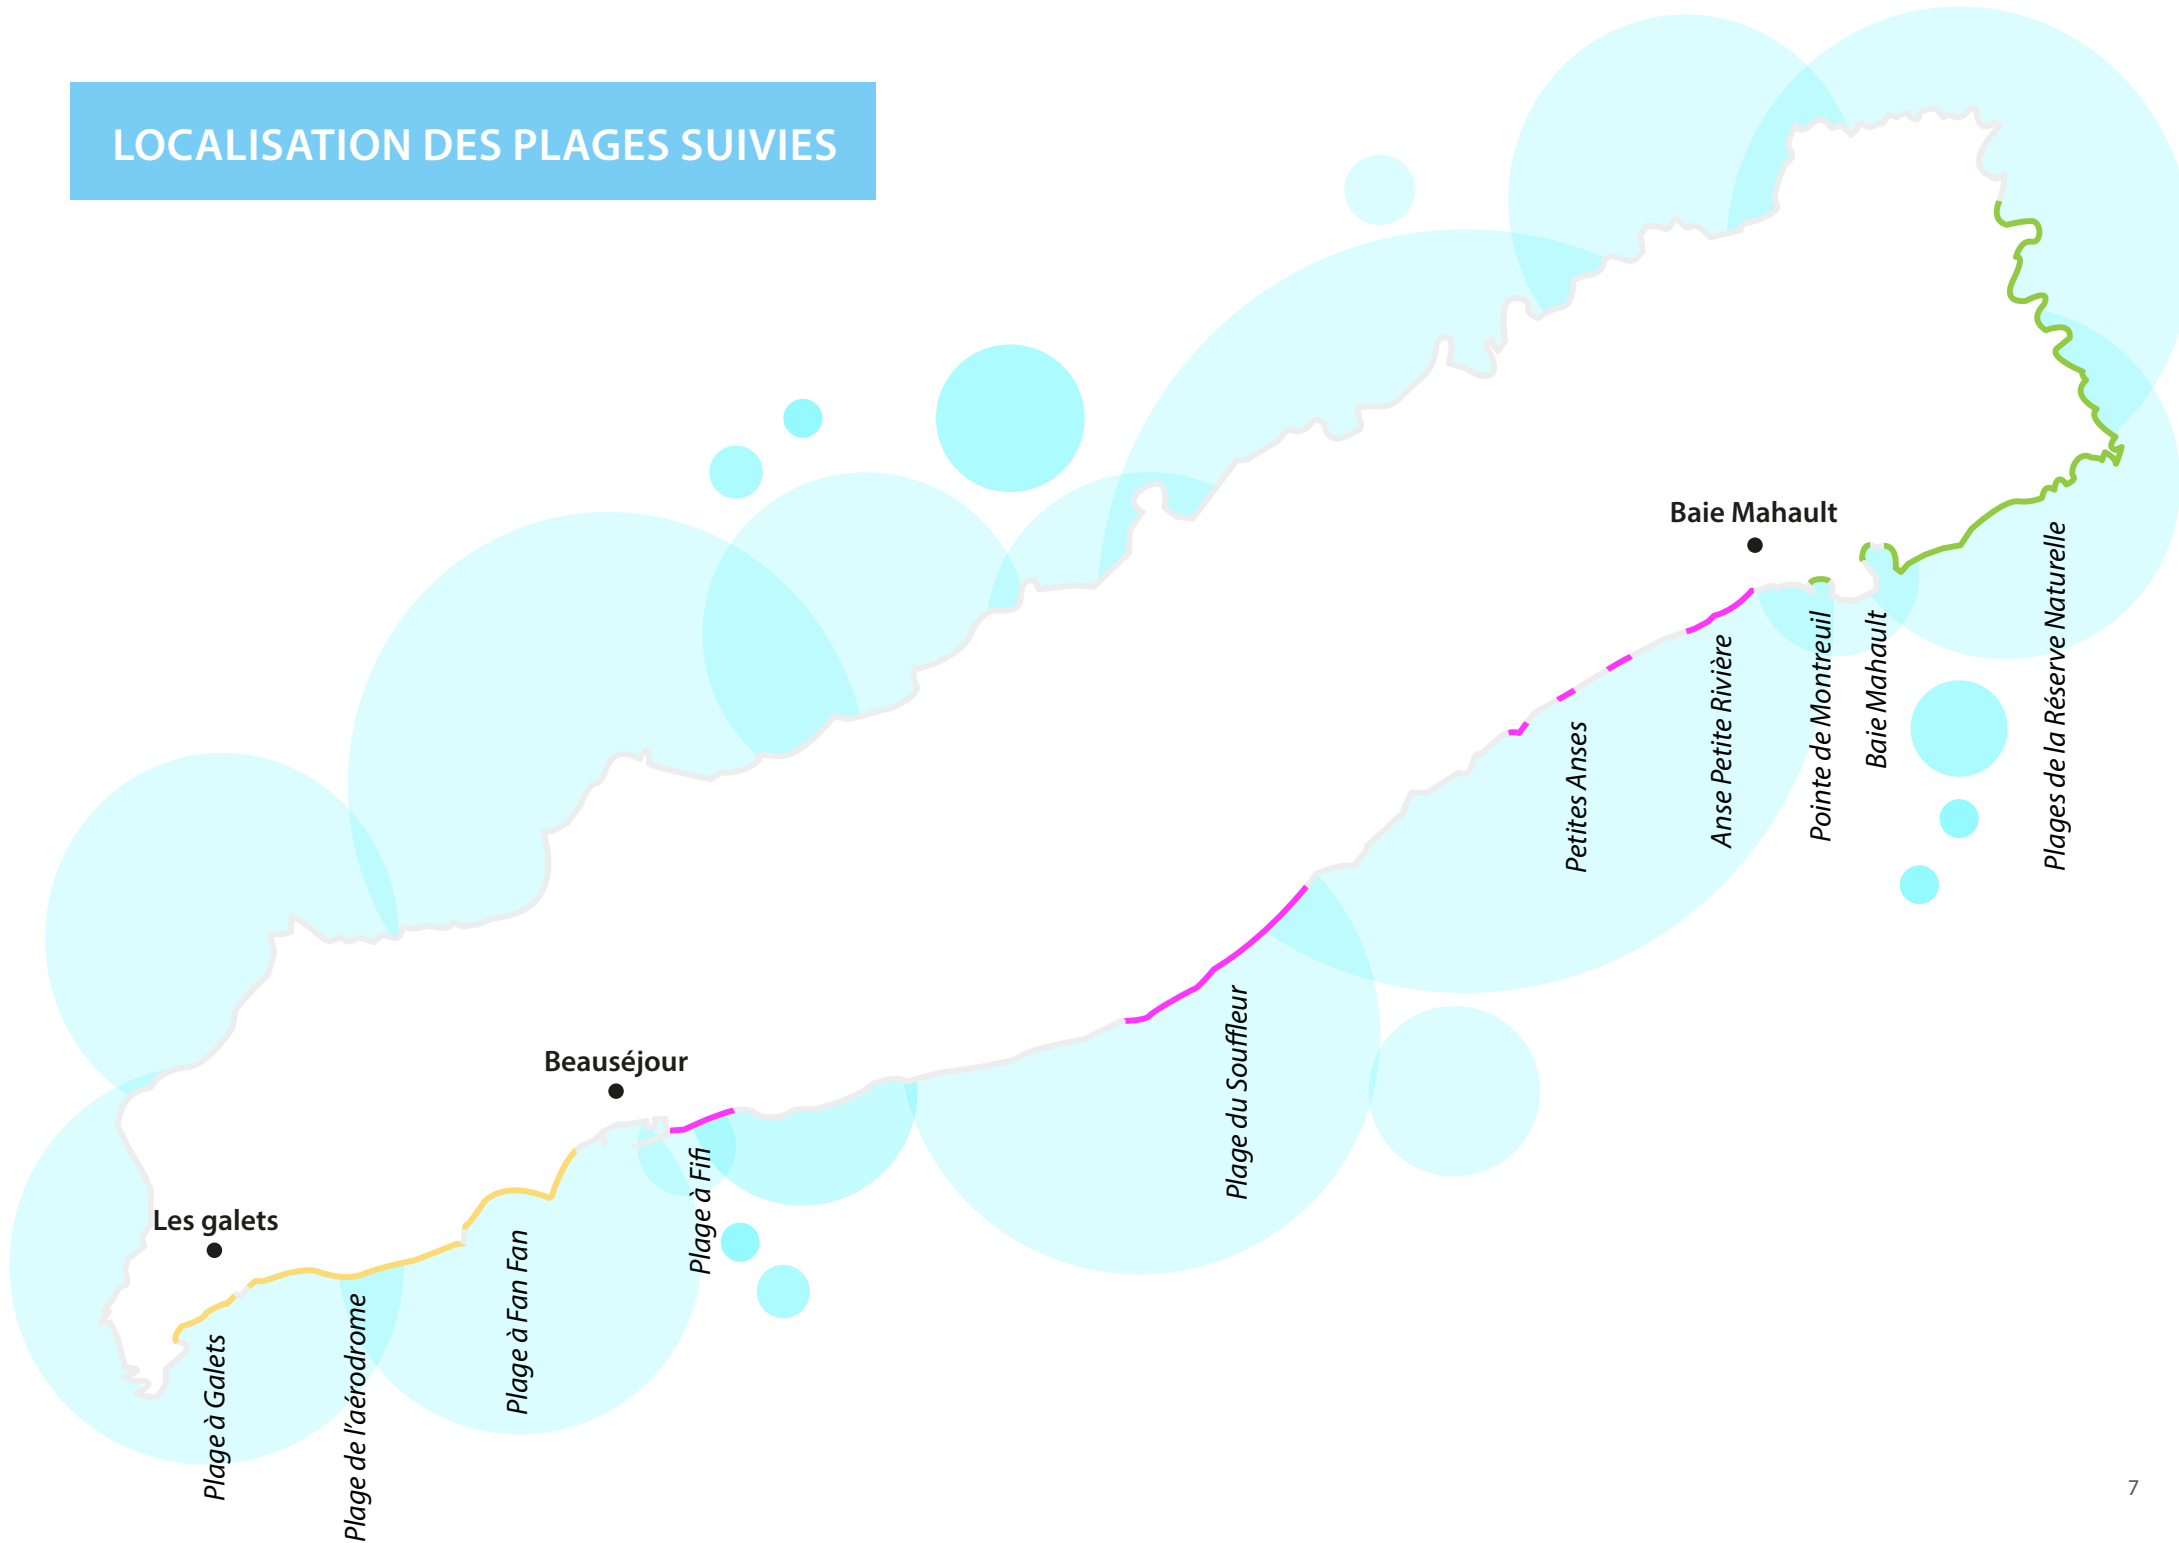 LOCALISATION DES PLAGES SUIVIES
Baie Mahault
Beauséjour
Les galets
Plage à Galets
Plage de l'aérodrome
Plage à Fan Fan
Plage à Fifi
Plage du Souffleur
Petites Anses
Anse Petite Rivière
Pointe de Montreuil
Baie Mahault
Plages de la Réserve Naturelle
7